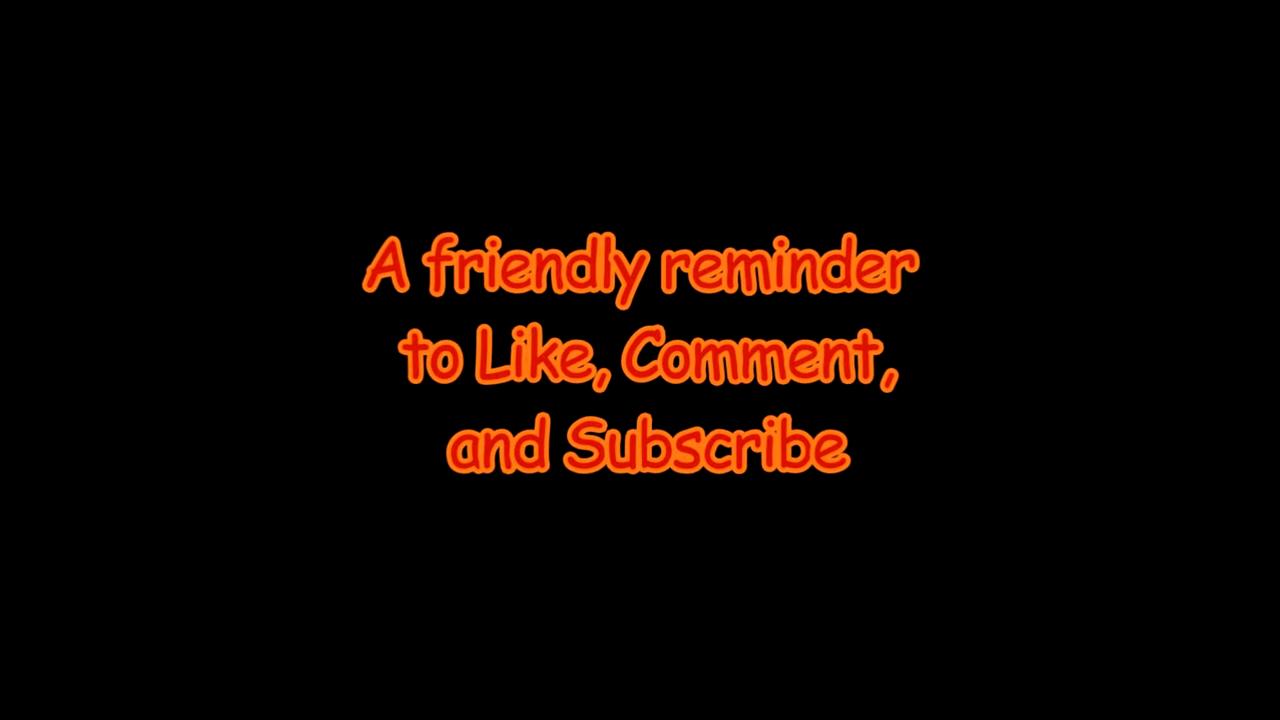 A friendly reminder
to Like, Comment,
and Subscribe